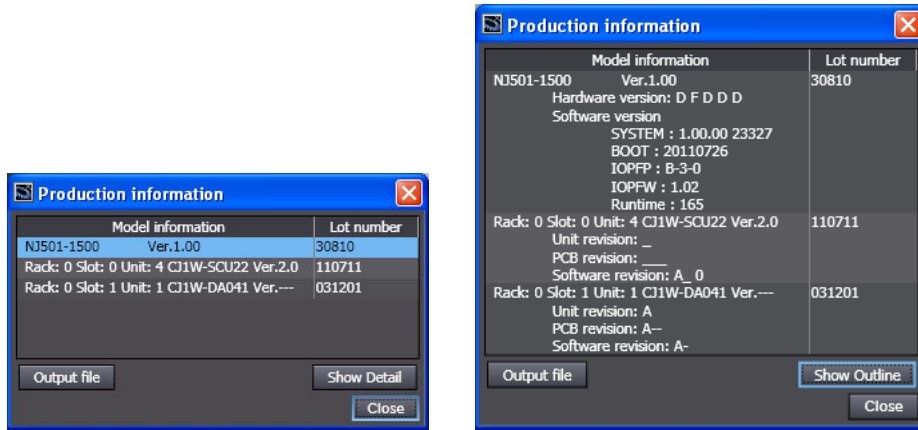 Production information
Model information Lot number
NJ501-1500 Ver.1.00 30810
Rack: 0 Slot: 0 Unit: 4 CJ1W-SCU22 Ver.2.0 110711
Rack: 0 Slot: 1 Unit: 1 CJ1W-DA041 Ver.--- 031201
Output file Show Detail
Close
Production information
Model information Lot number
NJ501-1500 Ver.1.00 30810
Hardware version: D F D D D
Software version
SYSTEM : 1.00.00 23327
BOOT : 20110726
IOPFP : B-3-0
IOPFW : 1.02
Runtime : 165
Rack: 0 Slot: 0 Unit: 4 CJ1W-SCU22 Ver.2.0 110711
Unit revision: _
PCB revision: ___
Software revision: A_ 0
Rack: 0 Slot: 1 Unit: 1 CJ1W-DA041 Ver.--- 031201
Unit revision: A
PCB revision: A--
Software revision: A-
Output file Show Outline
Close